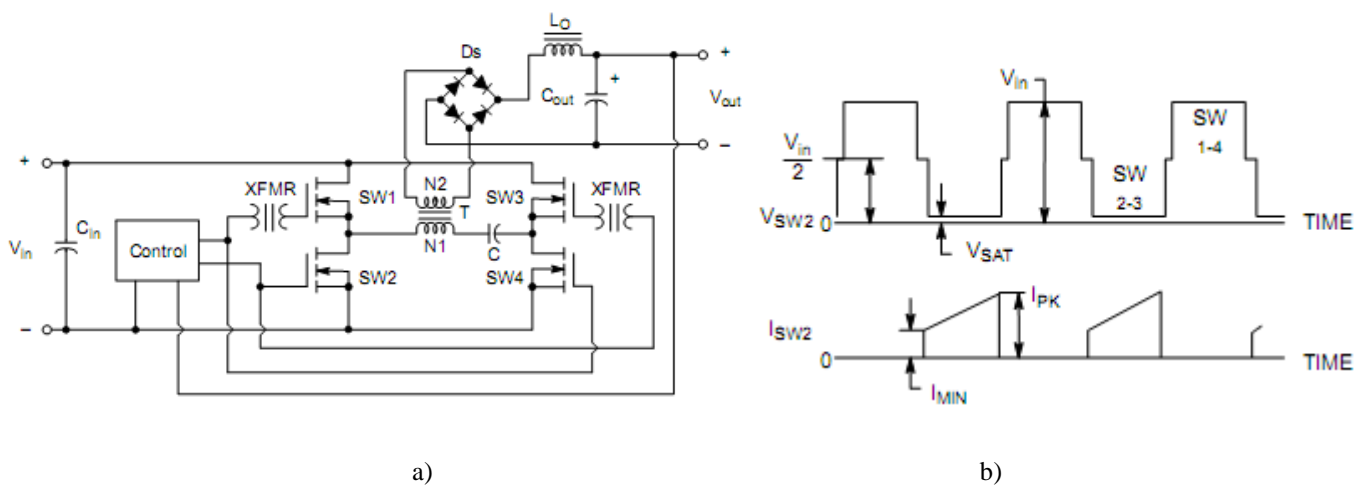 Lo
Ds
+
+
Cout
Vout
−
+
XFMR
SW1
N2
T
SW3
XFMR
Cin
Vin
Control
N1
C
SW2
SW4
−
a)
Vin
Vin
2
SW
1-4
SW
2-3
VSW2 0
TIME
VSAT
IPK
ISW2
0
TIME
IMIN
b)